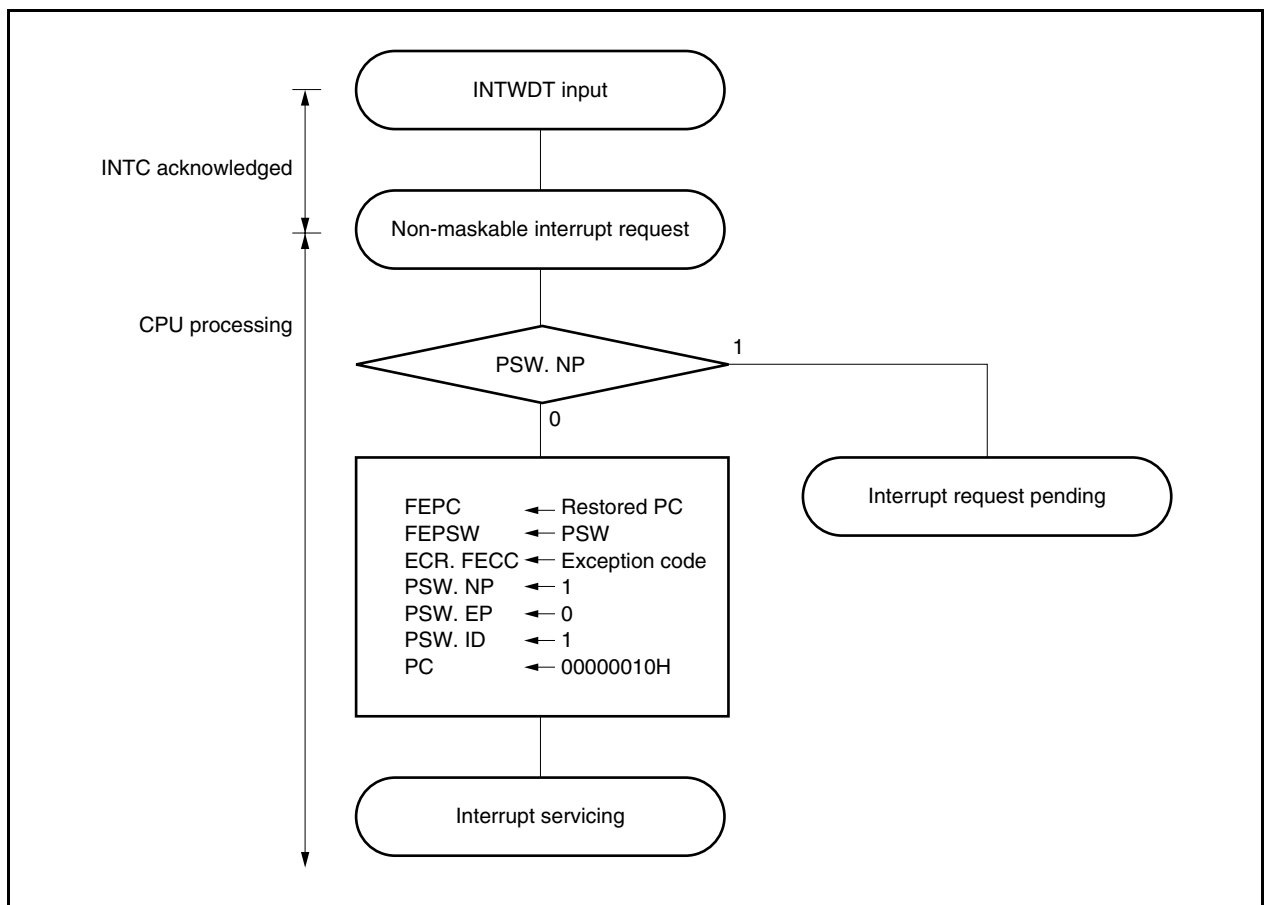 INTWDT input
INTC acknowledged
Non-maskable interrupt request
CPU processing
PSW. NP
1
0
FEPC ← Restored PC
FEPSW ← PSW
ECR. FECC ← Exception code
PSW. NP ← 1
PSW. EP ← 0
PSW. ID ← 1
PC ← 00000010H
Interrupt request pending
Interrupt servicing